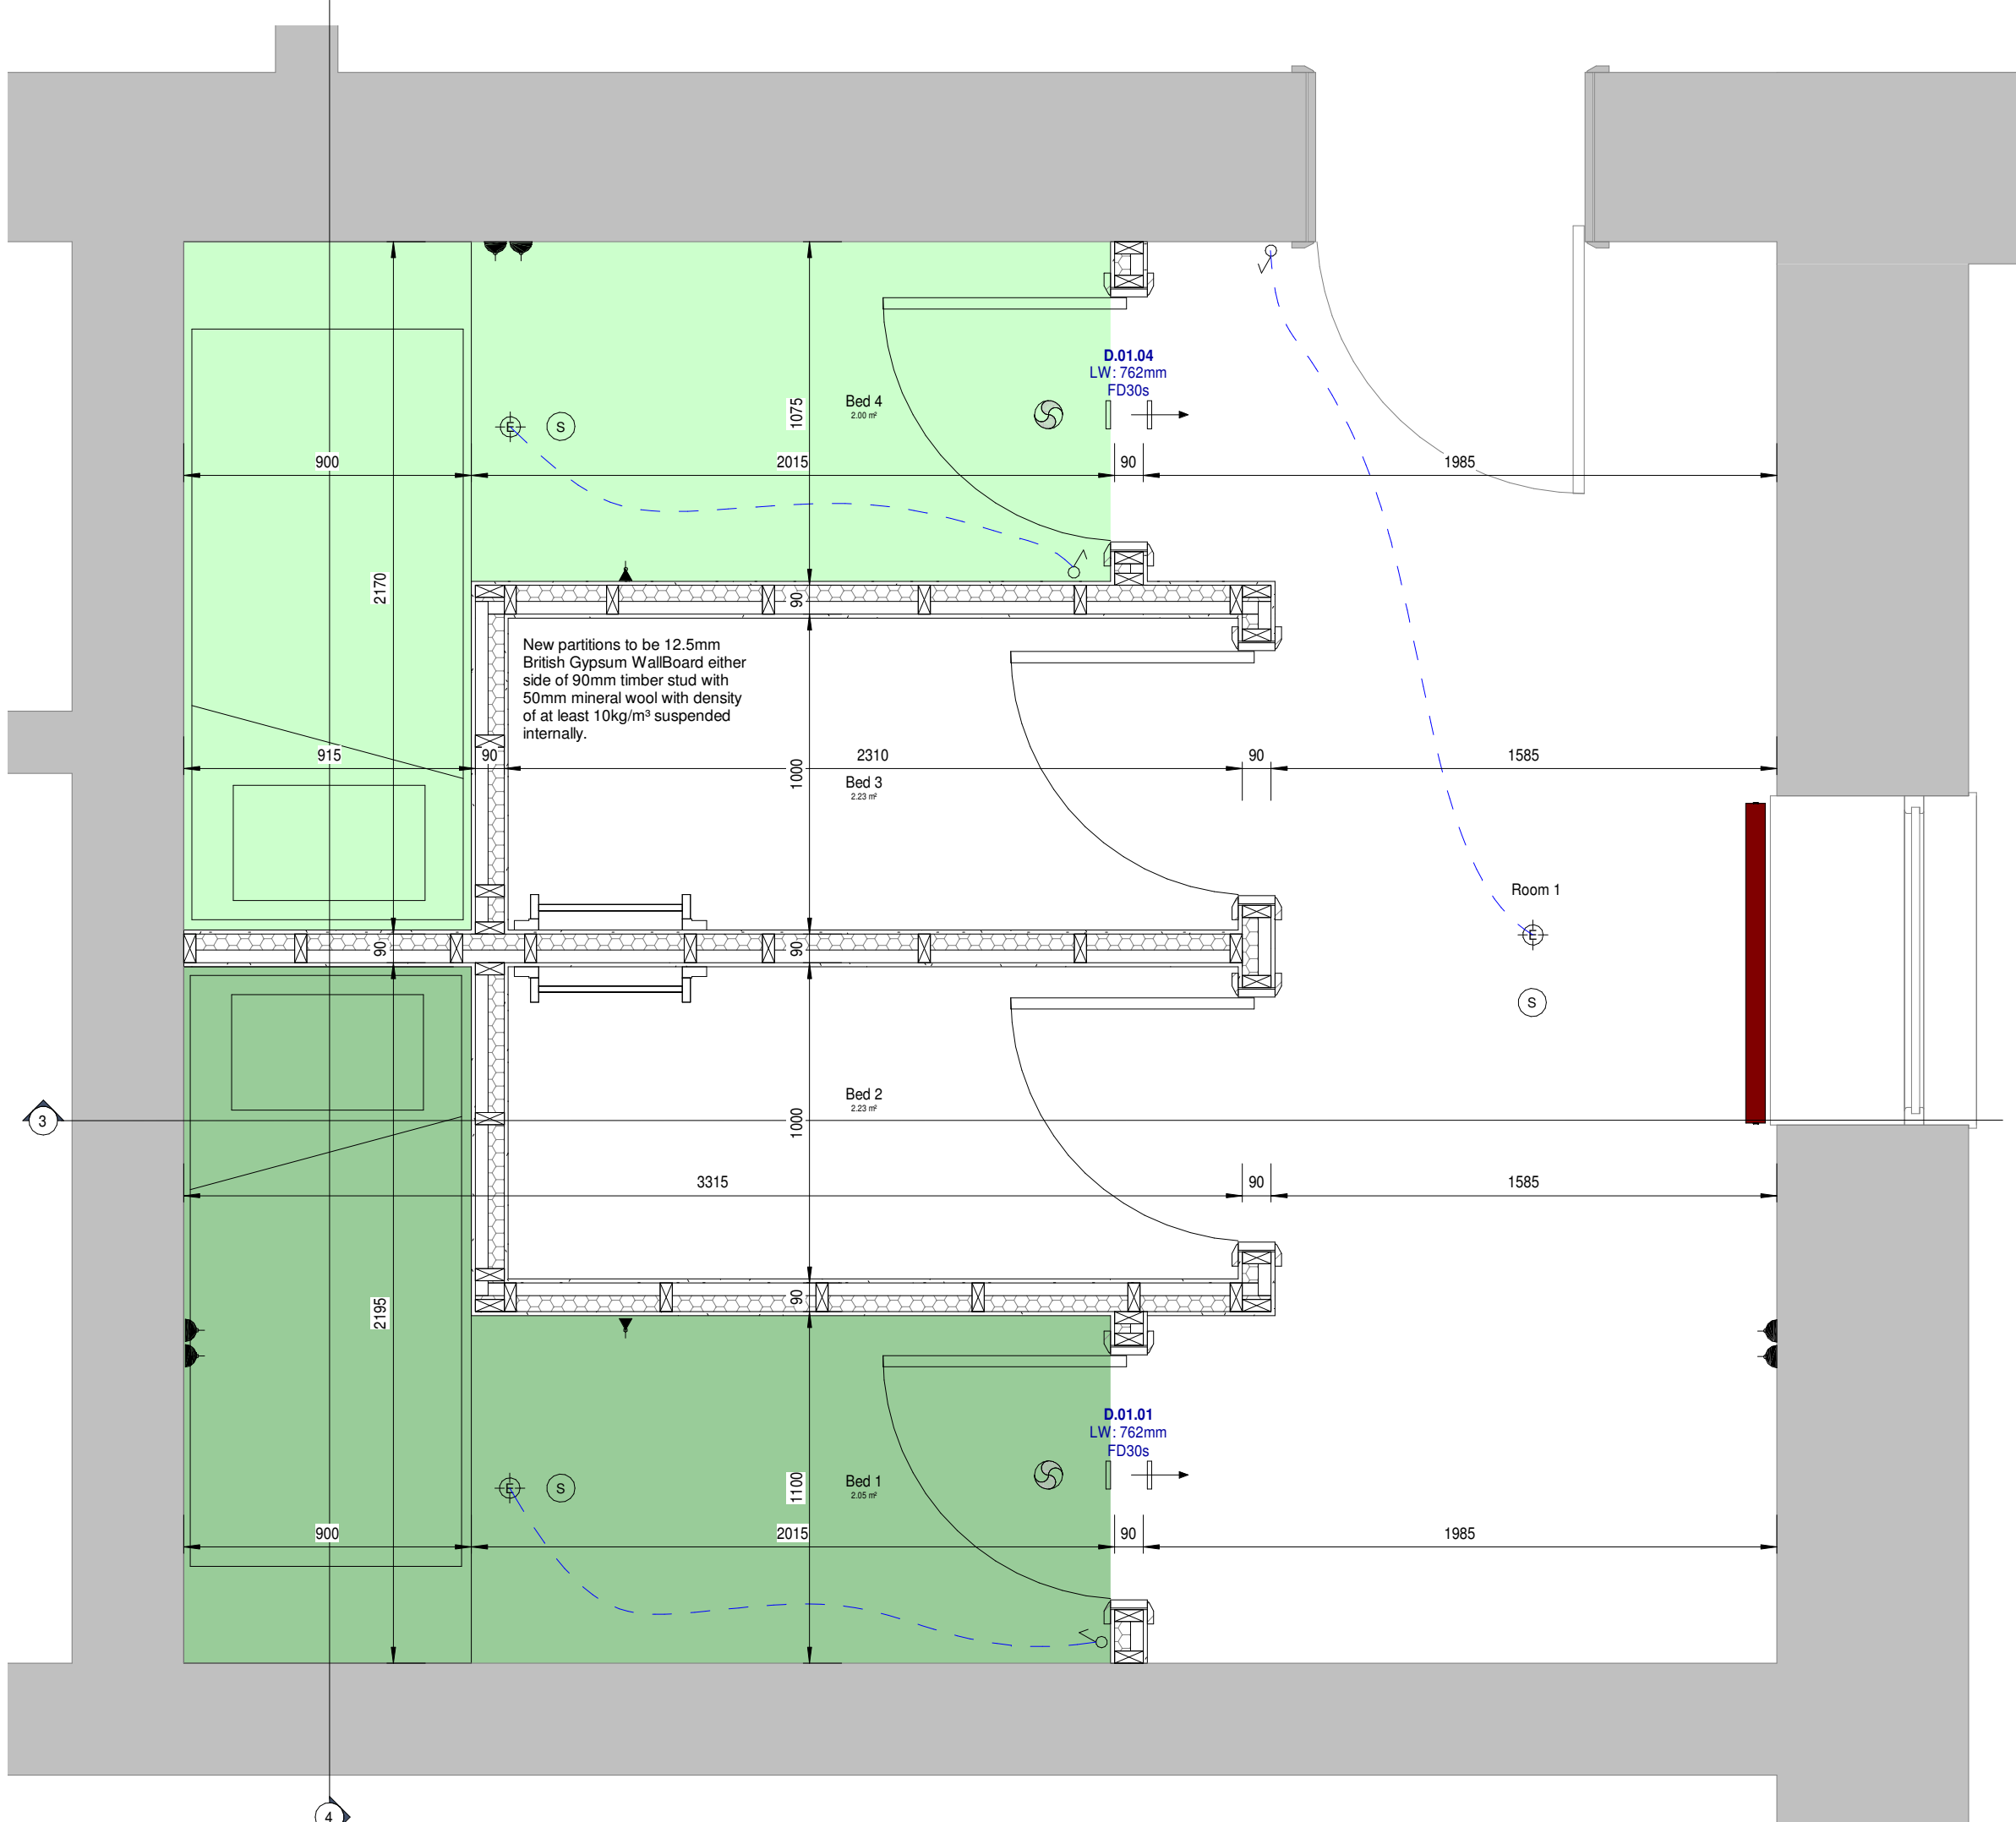 D.01.04
LW: 762mm
FD30s
Bed 4
2.00 m²
1075
E
S
900
2015
90
1985
2170
90
New partitions to be 12.5mm
British Gypsum WallBoard either
side of 90mm timber stud with
50mm mineral wool with density
of at least 10kg/m³ suspended
internally.
915
90
2310
90
1585
1000
Bed 3
2.23 m²
Room 1
E
90
90
S
Bed 2
2.23 m²
3
1000
3315
90
1585
2195
90
D.01.01
LW: 762mm
FD30s
Bed 1
2.05 m²
1100
E
S
900
2015
90
1985
4